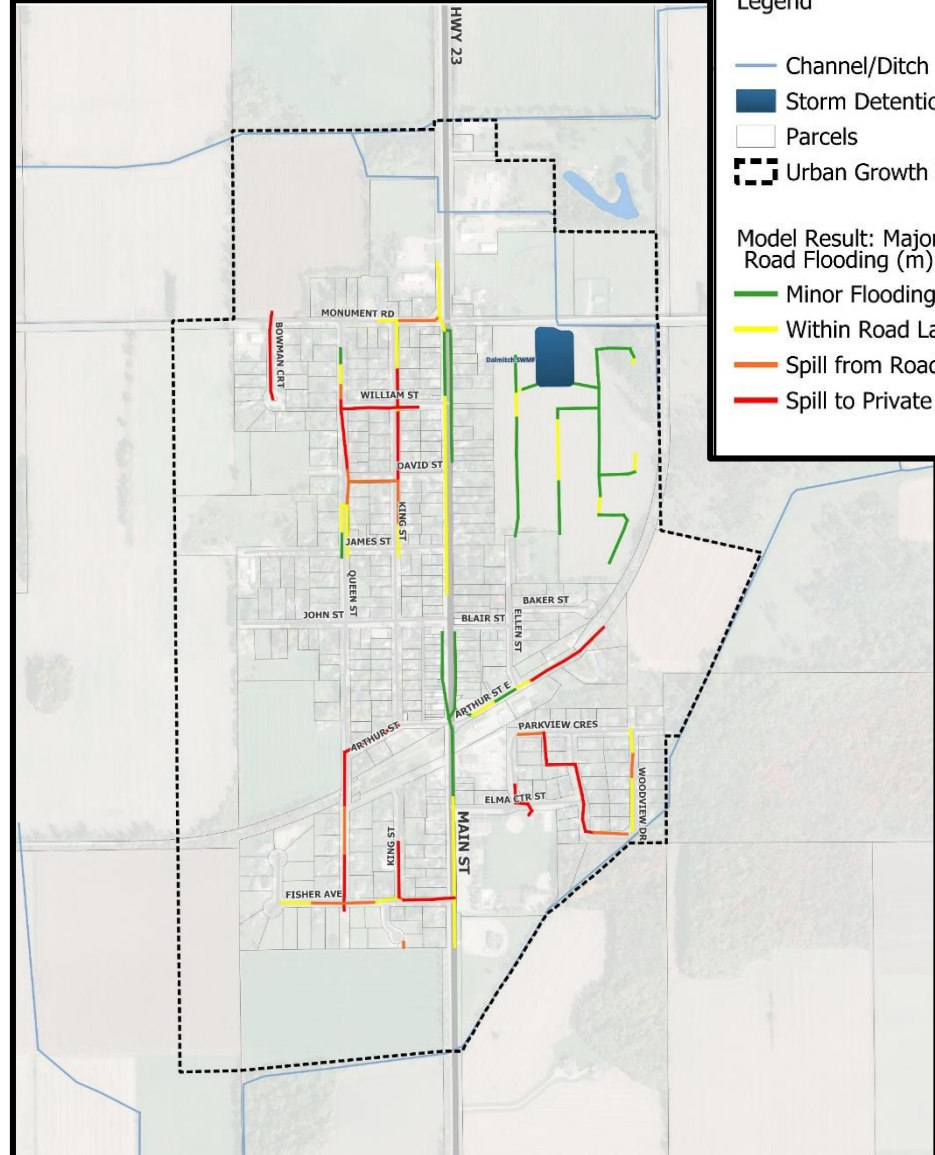 Legend
Channel/Ditch
Storm Detentio
Parcels
Urban Growth
Model Result: Major
Road Flooding (m)
Minor Flooding
Within Road La
Spill from Road
Spill to Private
HWY 23
MONUMENT RD
BOWMAN CRT
Dalmitch SWMF
WILLIAM ST
DAVID ST
KING ST
JAMES ST
QUEEN ST
BAKER ST
JOHN ST
BLAIR ST
ELLEN ST
ARTHUR ST E
ARTHUR ST
PARKVIEW CRES
WOODVIEW DR
ELMA CTR ST
MAIN ST
KING ST
FISHER AVE